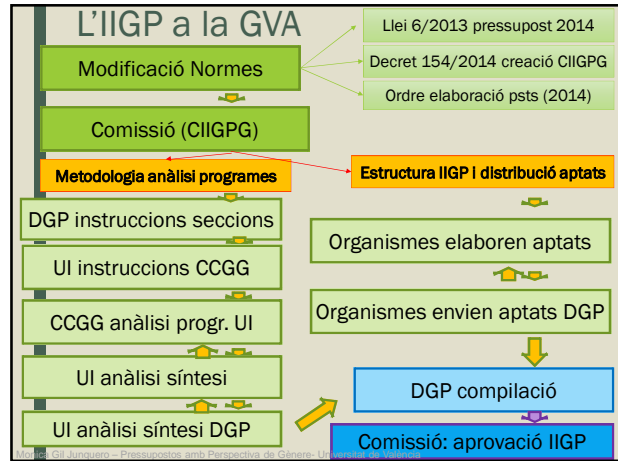 L'IIGP a la GVA
Llei 6/2013 pressupost 2014
Modificació Normes
Decret 154/2014 creació CIIGPG
Ordre elaboració psts (2014)
Comissió (CIIGPG)
Metodologia anàlisi programes
Estructura IIGP i distribució aptats
DGP instruccions seccions
Organismes elaboren aptats
UI instruccions CCGG
Organismes envien aptats DGP
CCGG anàlisi progr. UI
UI anàlisi síntesi
DGP compilació
UI anàlisi síntesi DGP
Comissió: aprovació IIGP
Monica Gil Junquero – Pressupostos amb Perspectiva de Gènere- Universitat de València